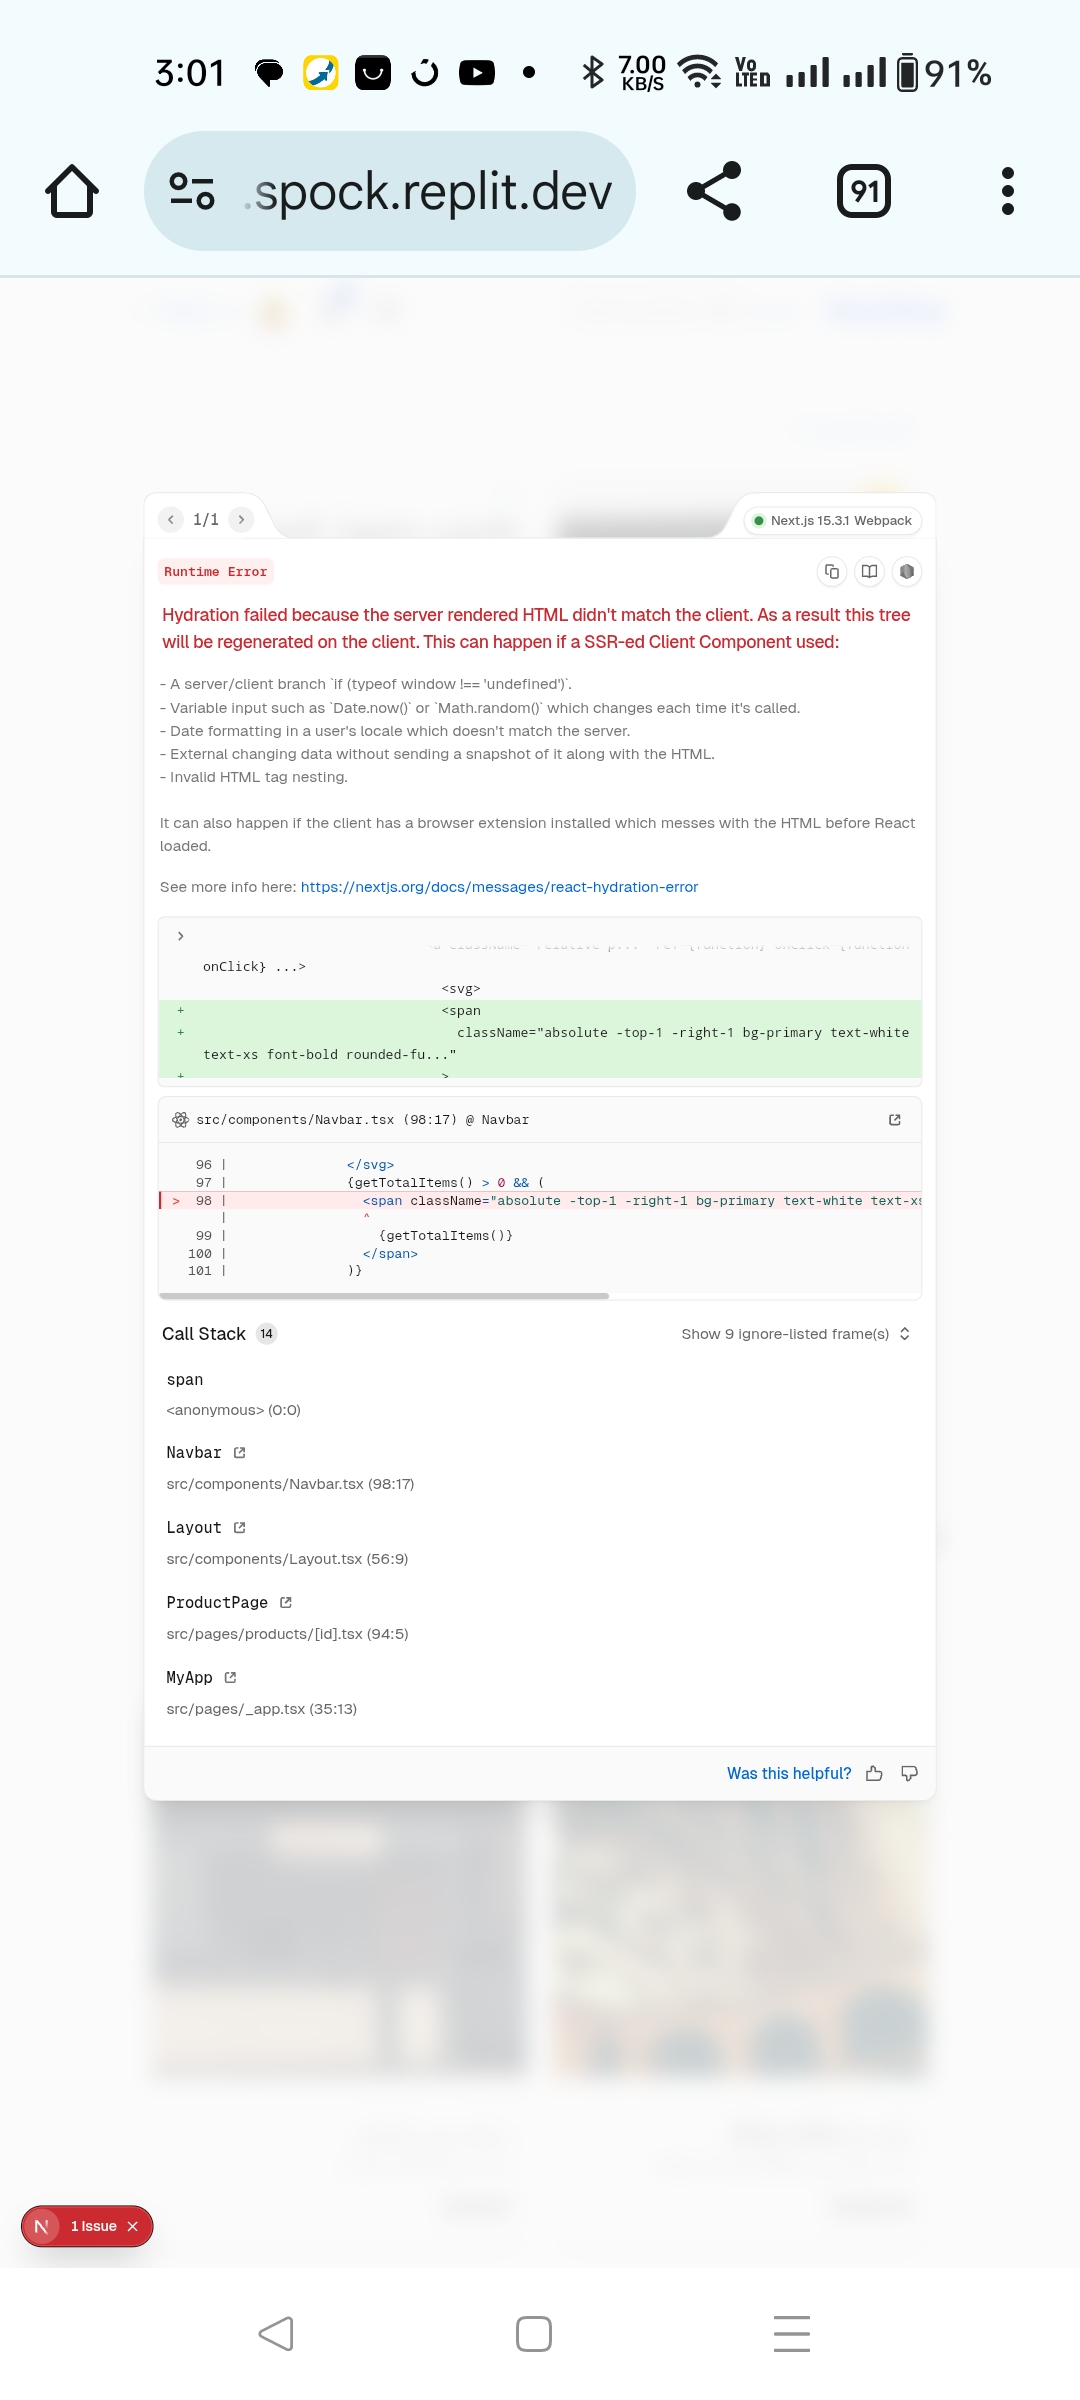 3:01
7.00
KB/S
Vo
LTE
91%
.spock.replit.dev
91
1/1
Next.js 15.3.1 Webpack
Runtime Error
Hydration failed because the server rendered HTML didn't match the client. As a result this tree
will be regenerated on the client. This can happen if a SSR-ed Client Component used:
- A server/client branch `if (typeof window !== 'undefined')`.
- Variable input such as `Date.now()` or `Math.random()` which changes each time it's called.
- Date formatting in a user's locale which doesn't match the server.
- External changing data without sending a snapshot of it along with the HTML.
- Invalid HTML tag nesting.
It can also happen if the client has a browser extension installed which messes with the HTML before React
loaded.
See more info here: https://nextjs.org/docs/messages/react-hydration-error
<a className="relative p..." ref={function} onClick={function
onClick} ...>
<svg>
+ <span
+ className="absolute -top-1 -right-1 bg-primary text-white
text-xs font-bold rounded-fu..."
+ >
src/components/Navbar.tsx (98:17) @ Navbar
96 | </svg>
97 | {getTotalItems() > 0 && (
> 98 | <span className="absolute -top-1 -right-1 bg-primary text-white text-xs
| ^
99 | {getTotalItems()}
100 | </span>
101 | )}
Call Stack 14
Show 9 ignore-listed frame(s)
span
<anonymous> (0:0)
Navbar
src/components/Navbar.tsx (98:17)
Layout
src/components/Layout.tsx (56:9)
ProductPage
src/pages/products/[id].tsx (94:5)
MyApp
src/pages/_app.tsx (35:13)
Was this helpful?
N 1 Issue